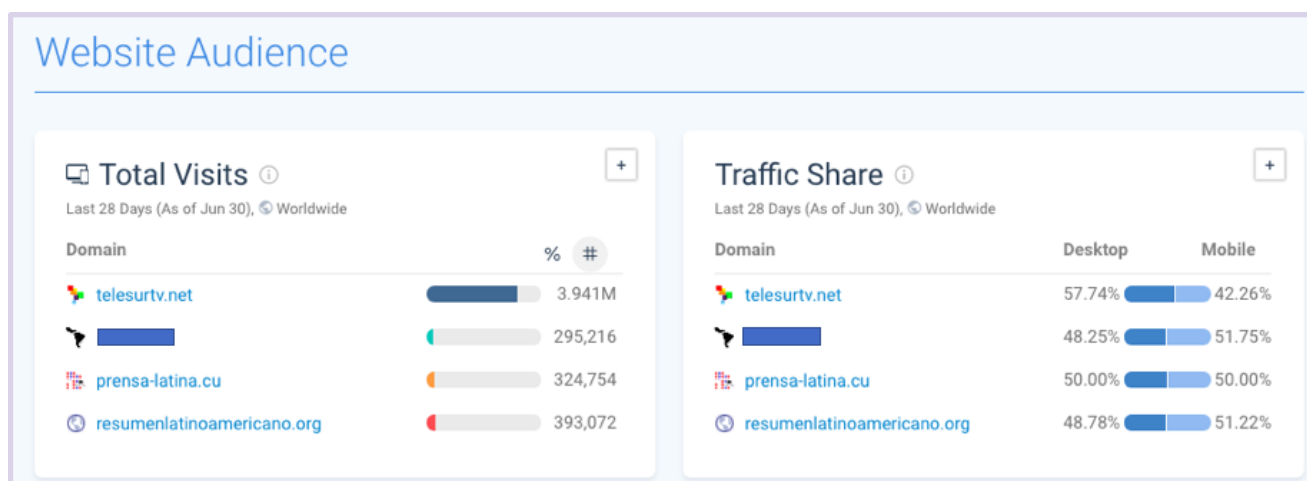 Website Audience
Total Visits
Last 28 Days (As of Jun 30), Worldwide
Domain % #
telesurtv.net 3.941M
295,216
prensa-latina.cu 324,754
resumenlatinoamericano.org 393,072
Traffic Share
Last 28 Days (As of Jun 30), Worldwide
Domain Desktop Mobile
telesurtv.net 57.74% 42.26%
48.25% 51.75%
prensa-latina.cu 50.00% 50.00%
resumenlatinoamericano.org 48.78% 51.22%